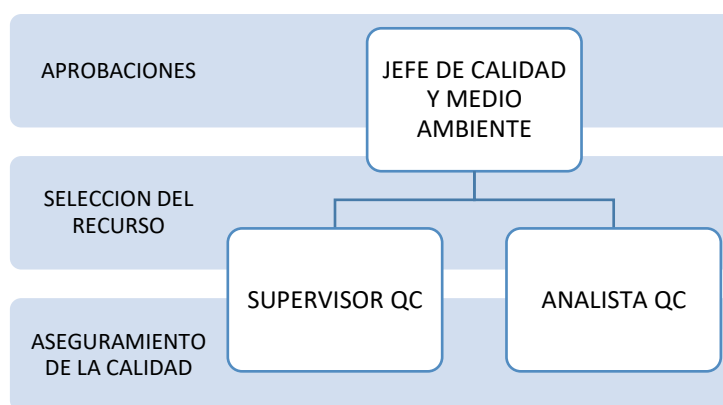 APROBACIONES
JEFE DE CALIDAD
Y MEDIO
AMBIENTE
SELECCION DEL
RECURSO
SUPERVISOR QC
ANALISTA QC
ASEGURAMIENTO
DE LA CALIDAD